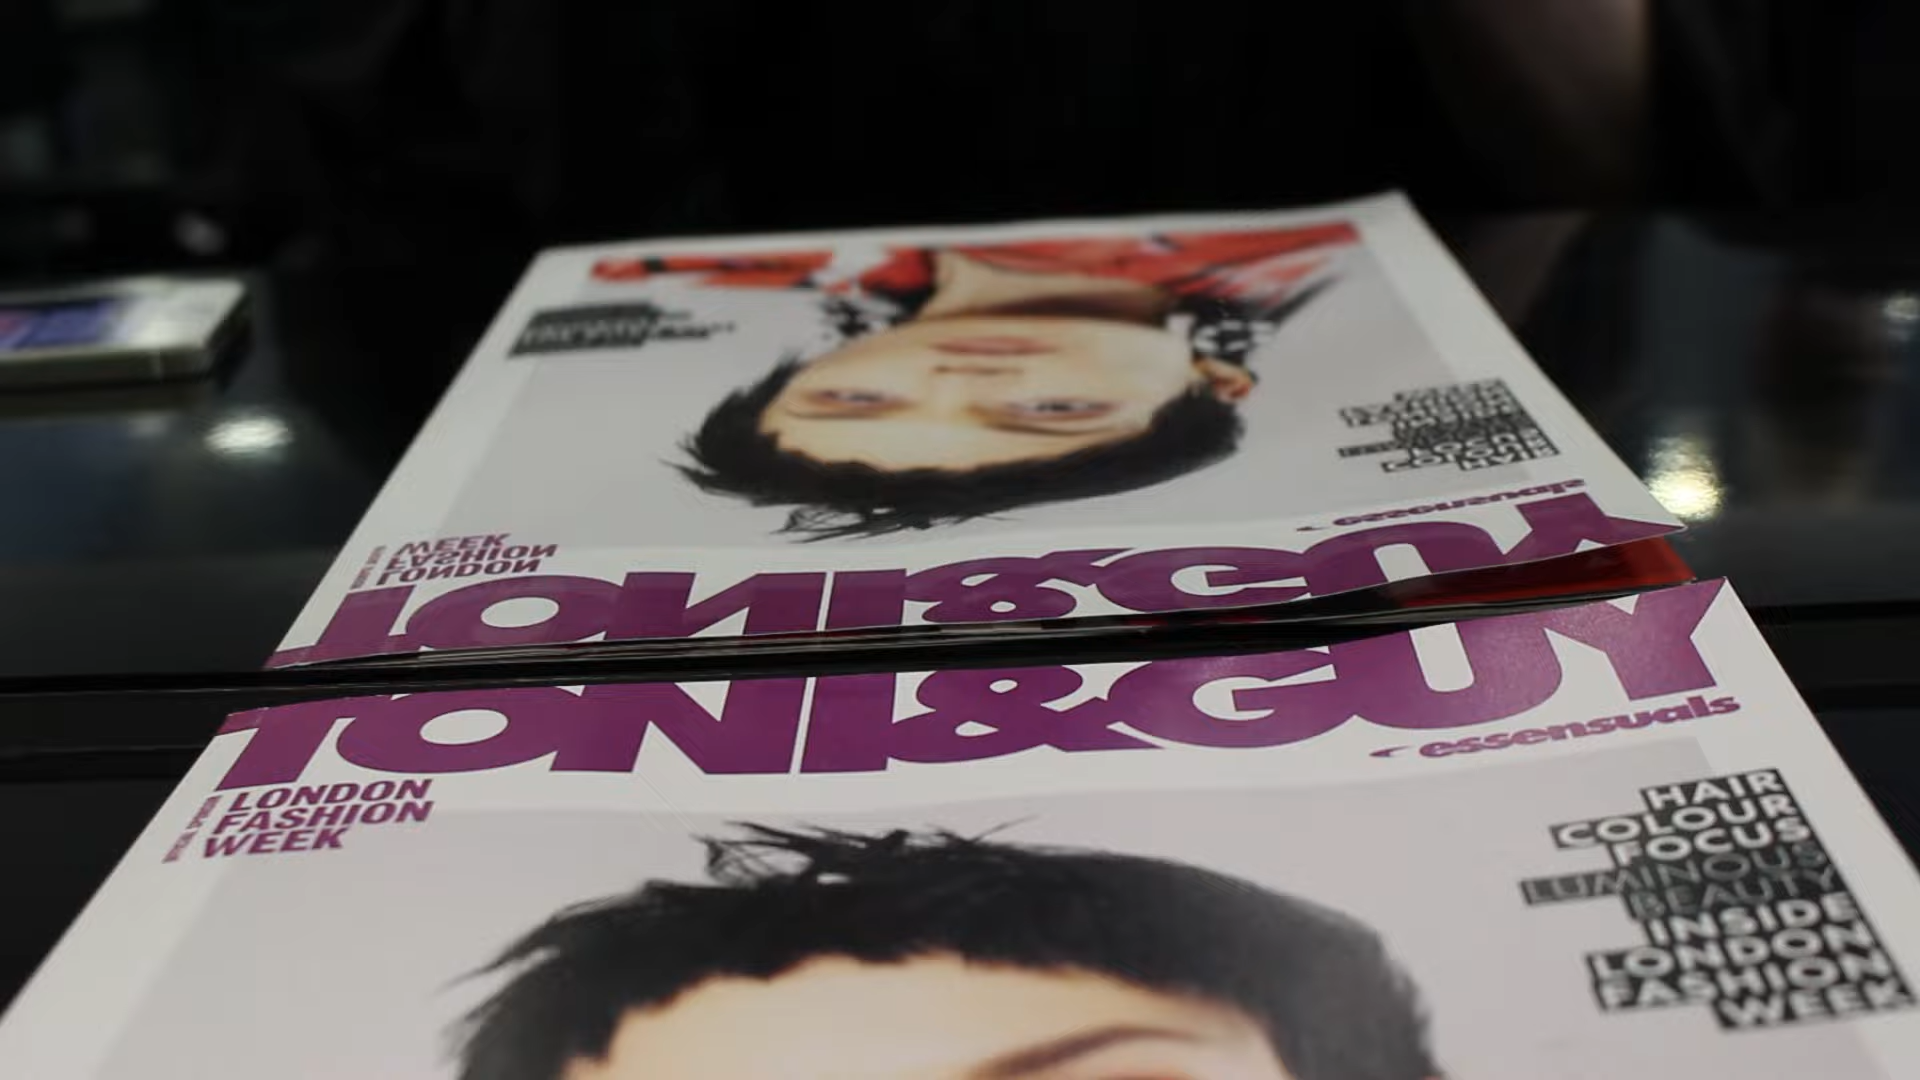 TONI&GUY
essensuals
LONDON
FASHION
WEEK
TONI&GUY
essensuals
LONDON
FASHION
WEEK
HAIR
COLOUR
FOCUS
LUMINOUS
BEAUTY
INSIDE
LONDON
FASHION
WEEK